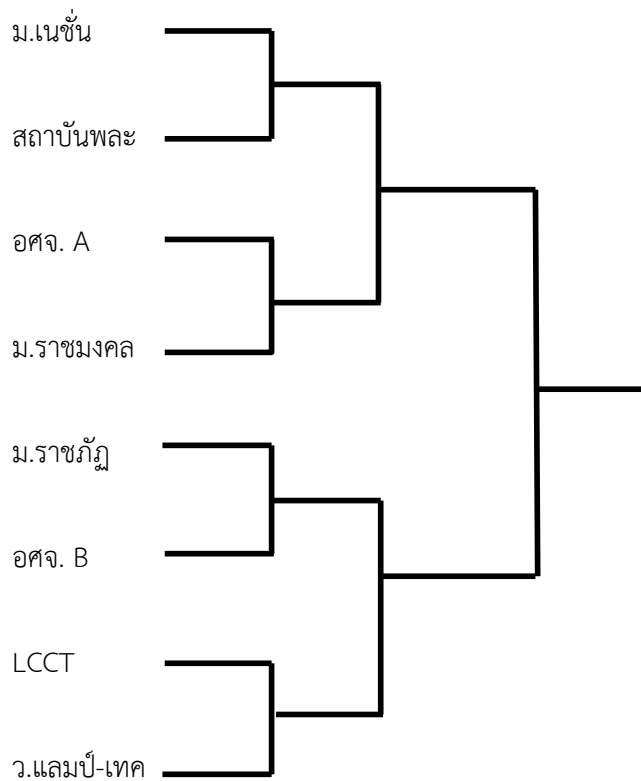 ม.เนชั่น
สถาบันพละ
อศจ. A
ม.ราชมงคล
ม.ราชภัฏ
อศจ. B
LCCT
ว.แลมป์-เทค